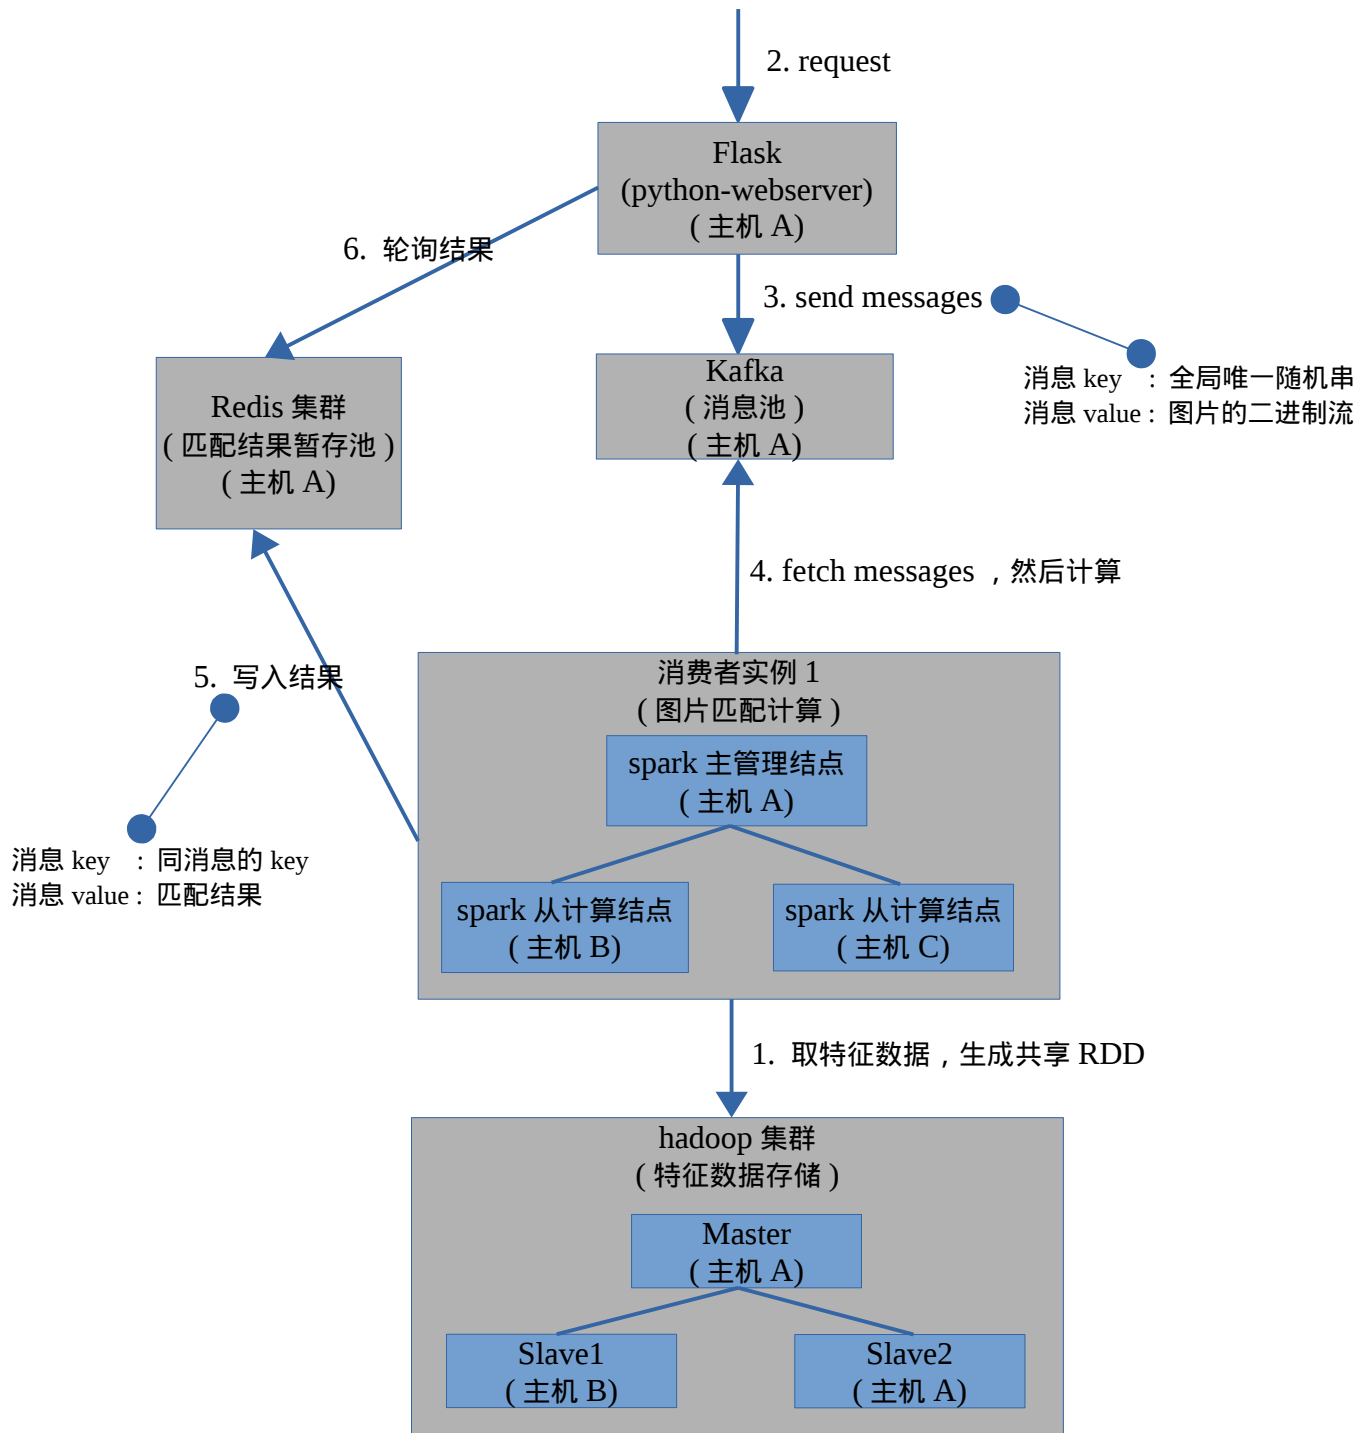 2. request
Flask
(python-webserver)
( 主机 A)
6. 轮询结果
3. send messages
消息 key : 全局唯一随机串
消息 value : 图片的二进制流
Redis 集群
( 匹配结果暂存池 )
( 主机 A)
Kafka
( 消息池 )
( 主机 A)
4. fetch messages ，然后计算
5. 写入结果
消息 key : 同消息的 key
消息 value : 匹配结果
消费者实例 1
( 图片匹配计算 )
spark 主管理结点
( 主机 A)
spark 从计算结点
( 主机 B)
spark 从计算结点
( 主机 C)
1. 取特征数据，生成共享 RDD
hadoop 集群
( 特征数据存储 )
Master
( 主机 A)
Slave1
( 主机 B)
Slave2
( 主机 A)